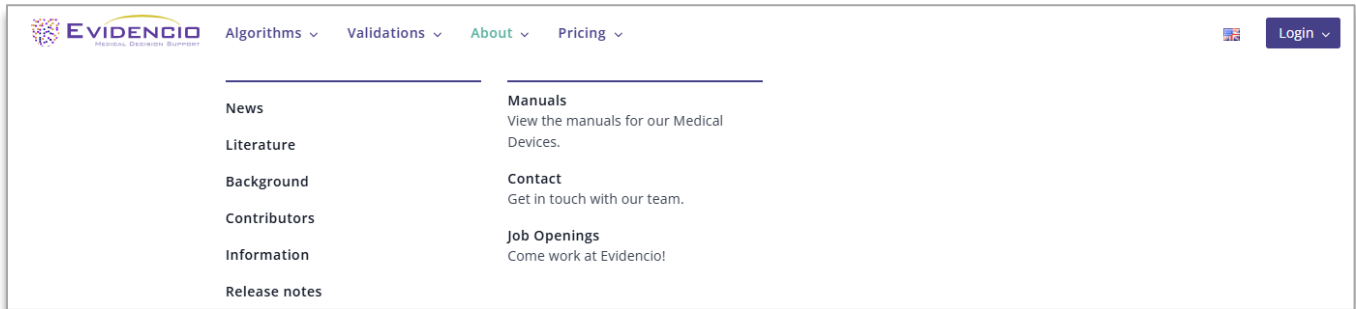 EVIDENCIO
MEDICAL DECISION SUPPORT
Algorithms
Validations
About
Pricing
Login
News
Literature
Background
Contributors
Information
Release notes
Manuals
View the manuals for our Medical
Devices.
Contact
Get in touch with our team.
Job Openings
Come work at Evidencio!